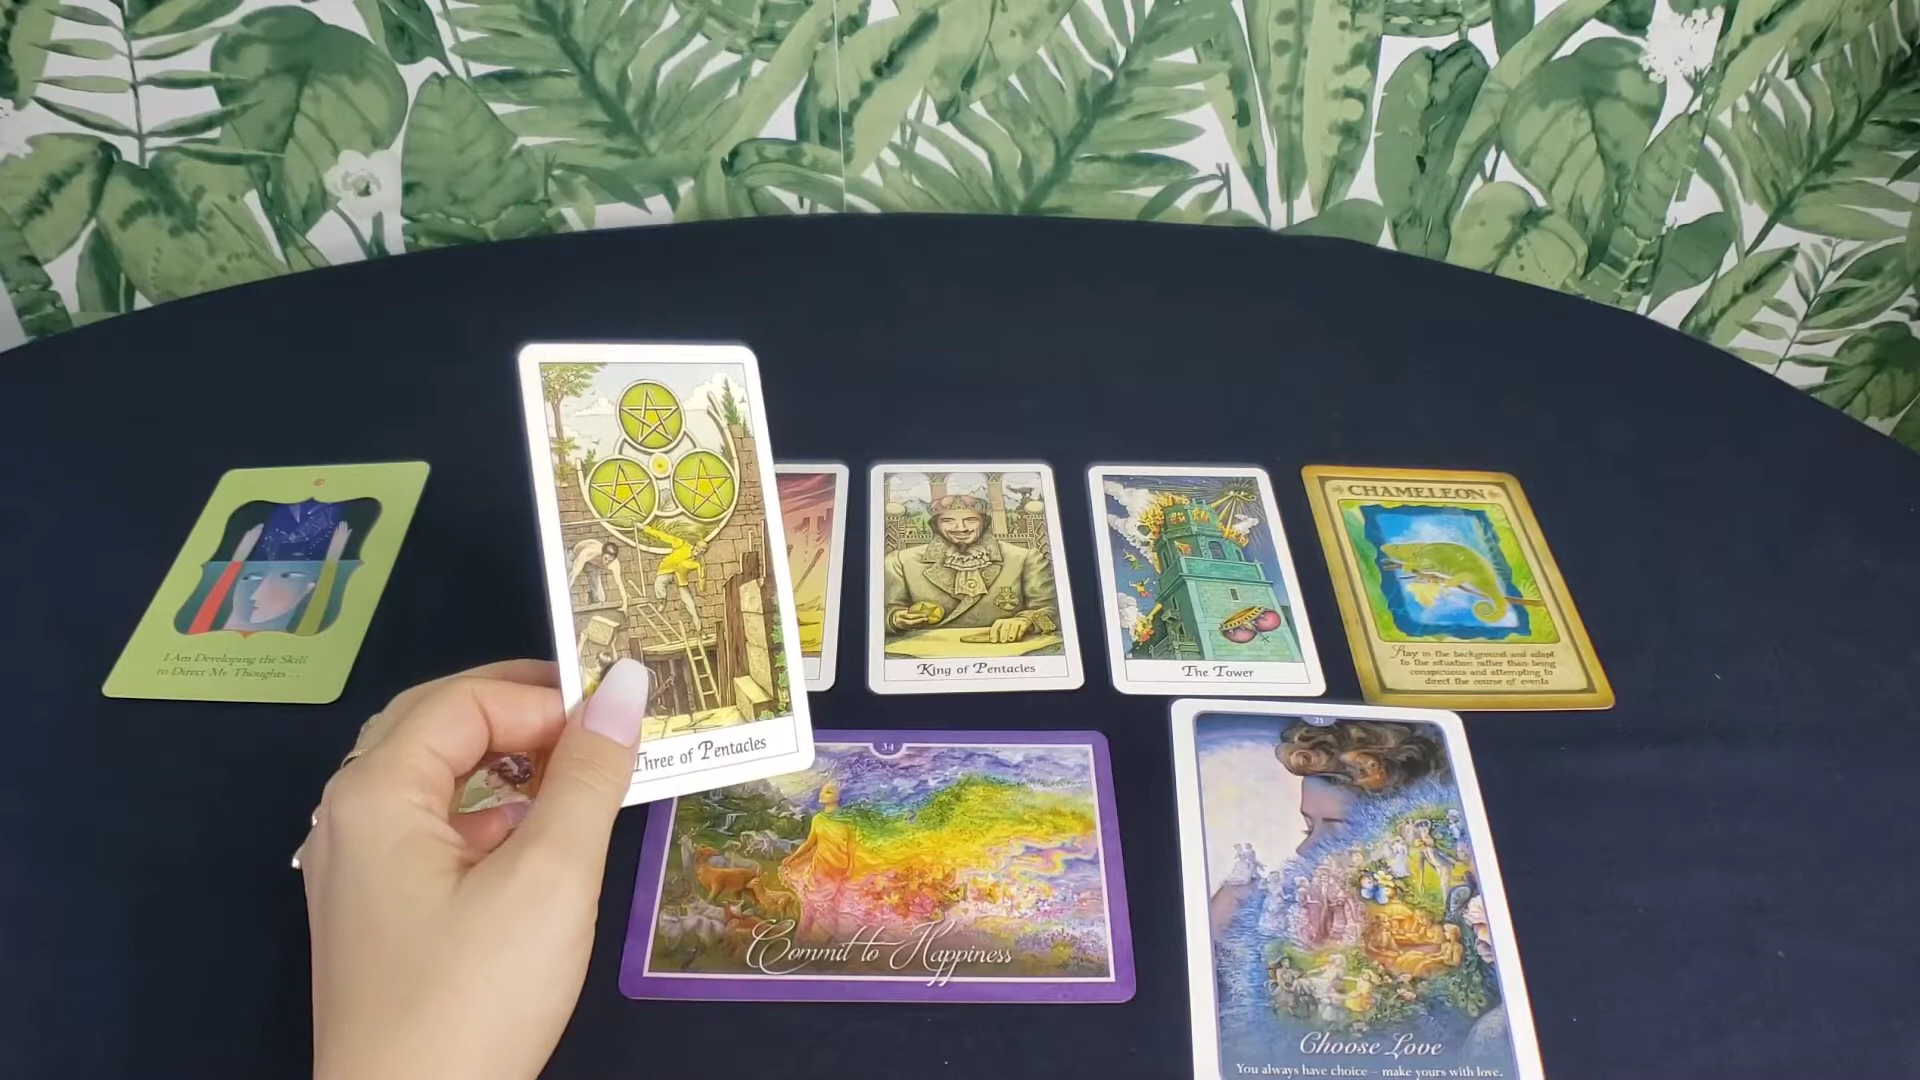 CHAMELEON
Stay in the background and adapt
to the situation rather than being
conspicuous and attempting to
direct the course of events
I Am Developing the Skill
to Direct My Thoughts . . .
King of Pentacles
The Tower
Three of Pentacles
34
Commit to Happiness
21
Choose Love
You always have choice – make yours with love.